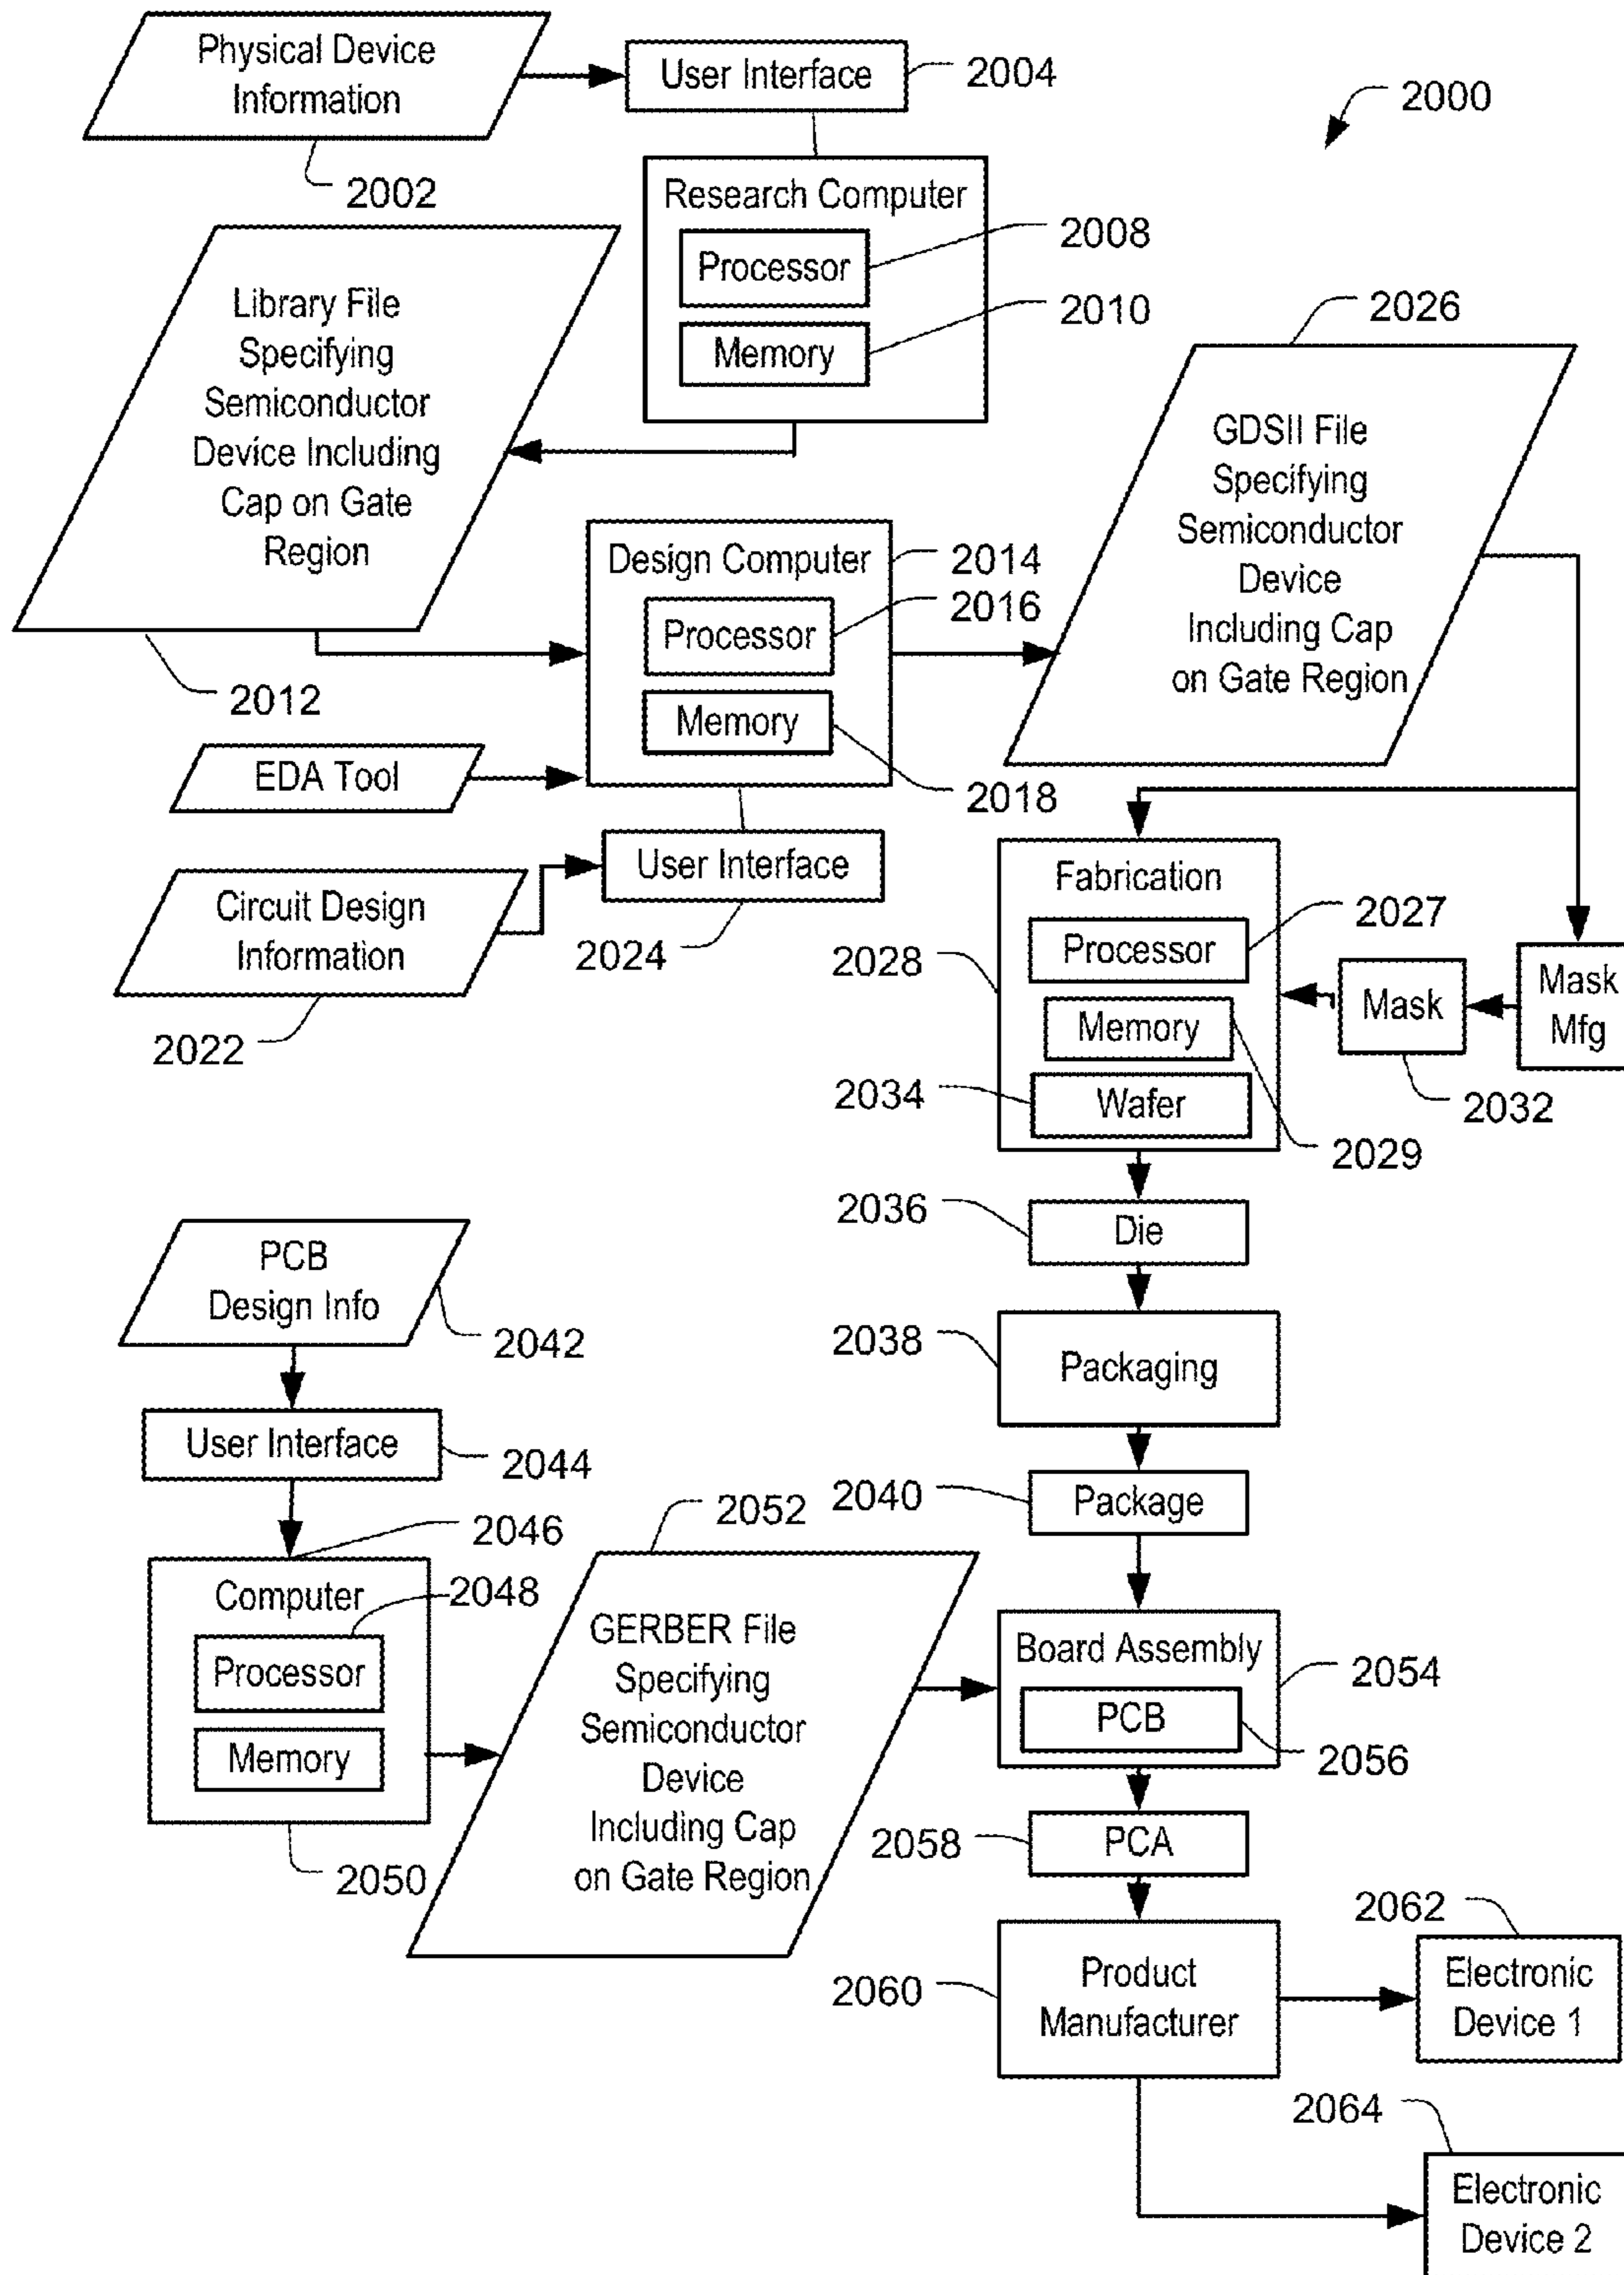 Physical Device
Information
2002
User Interface
2004
2000
Research Computer
Processor
2008
Memory
2010
Library File
Specifying
Semiconductor
Device Including
Cap on Gate
Region
2012
2026
GDSII File
Specifying
Semiconductor
Device
Including Cap
on Gate Region
Design Computer
2014
Processor
2016
Memory
2018
EDA Tool
User Interface
2024
Circuit Design
Information
2022
Fabrication
2028
Processor
2027
Memory
2029
2034
Wafer
Mask
2032
Mask
Mfg
2036
Die
2038
Packaging
2040
Package
PCB
Design Info
2042
User Interface
2044
2046
Computer
2048
Processor
Memory
2050
2052
GERBER File
Specifying
Semiconductor
Device
Including Cap
on Gate Region
Board Assembly
2054
PCB
2056
2058
PCA
2060
Product
Manufacturer
2062
Electronic
Device 1
2064
Electronic
Device 2